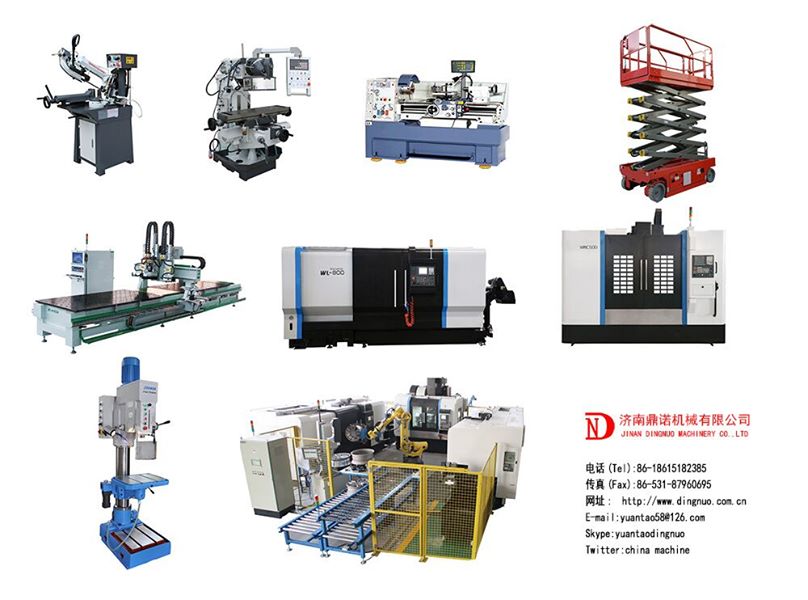 WL-800
VMC1000
济南鼎诺机械有限公司
JINAN DINGNUO MACHINERY CO.,LTD
电话(Tel):86-18615182385
传真(Fax):86-531-87960695
网址: http://www.dingnuo.com.cn
E-mail:yuantao58@126.com
Skype:yuantaodingnuo
Twitter:china machine